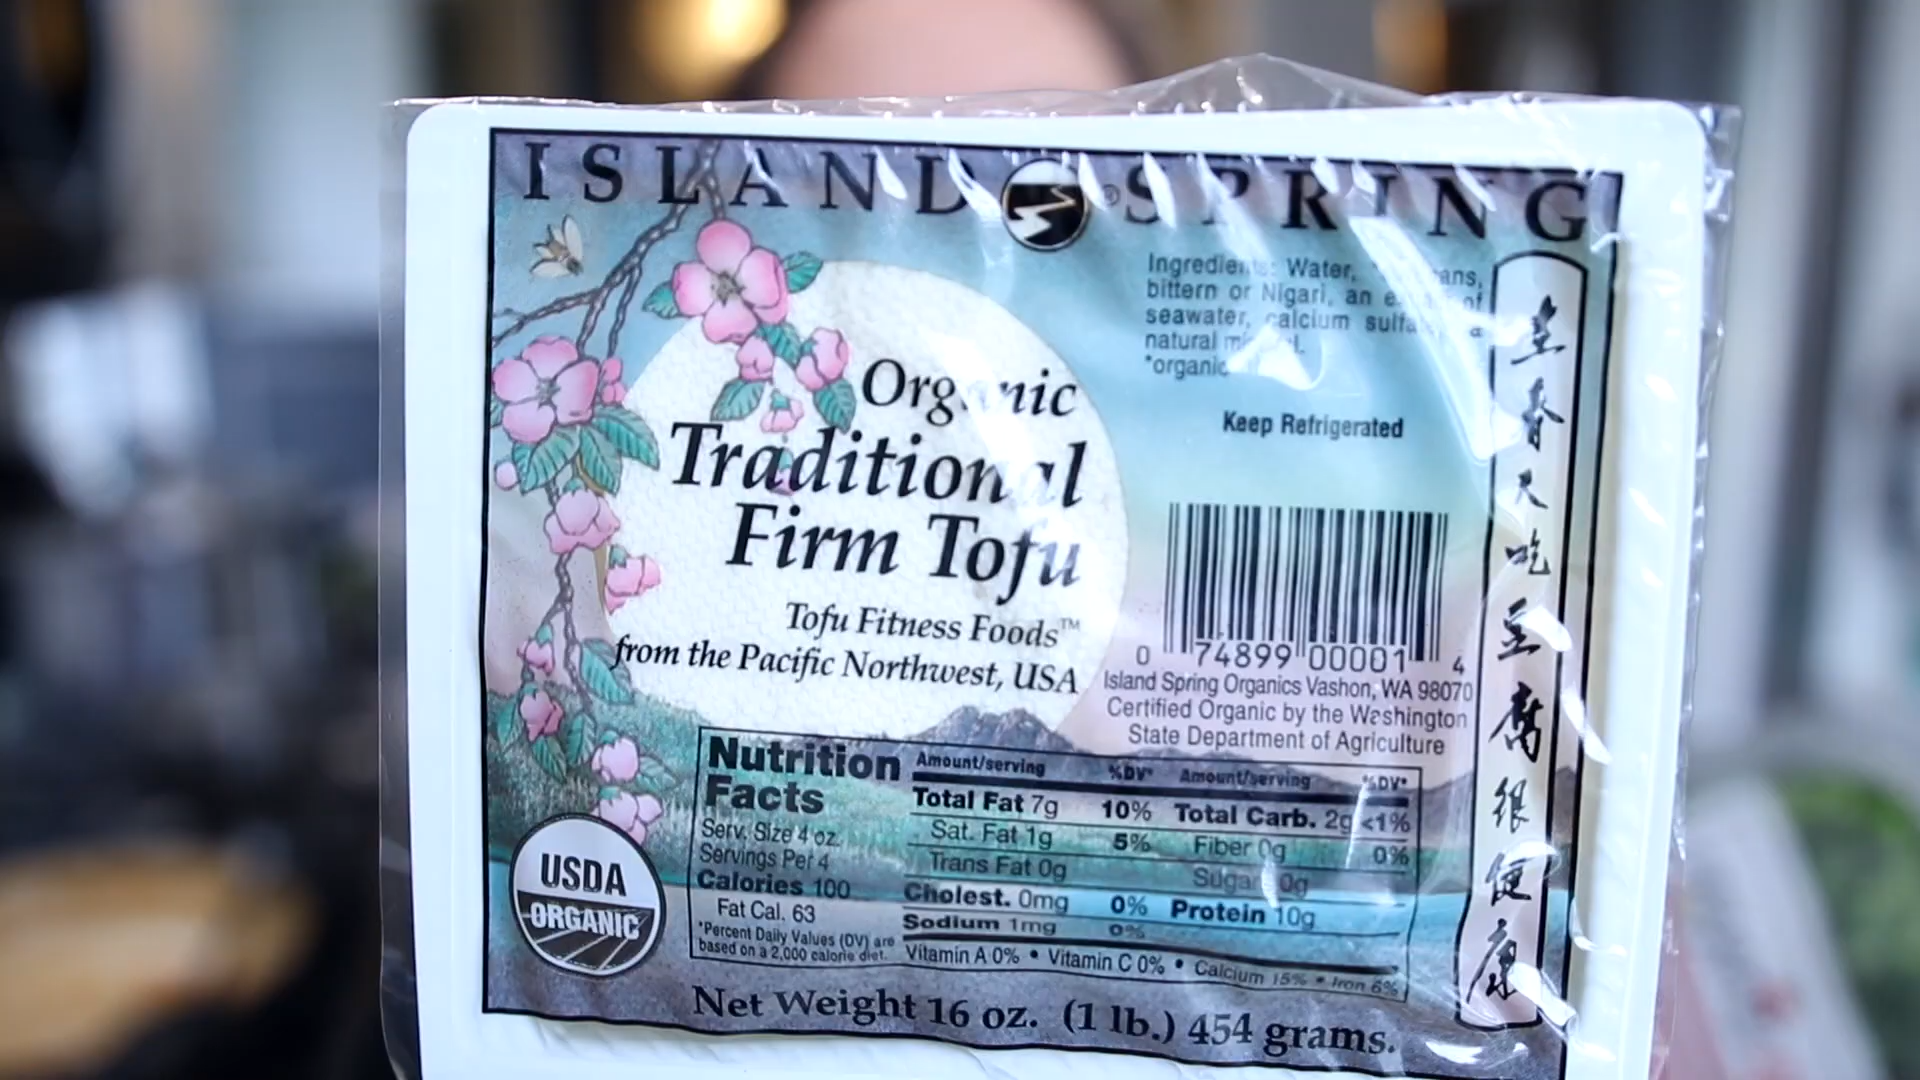 ISLAND SPRING
Organic
Traditional
Firm Tofu
Tofu Fitness Foods™
from the Pacific Northwest, USA
Water,
bittern or Nigari, an of
seawater, calcium
natural
*organic
Keep Refrigerated
0 74899 00001 4
Island Spring Organics Vashon, WA 98070
Certified Organic by the Washington
State Department of Agriculture
天吃豆腐很健康
Nutrition
Facts
Serv. Size 4 oz.
Servings Per 4
Calories 100
Fat Cal. 63
*Percent Daily Values (DV) are
based on a 2,000 calorie diet.
Amount/serving %DV* Amount/serving %DV*
Total Fat 7g 10% Total Carb. 2g <1%
Sat. Fat 1g 5% Fiber 0g 0%
Trans Fat 0g Sugar 0g
Cholest. 0mg 0% Protein 10g
Sodium 1mg 0%
Vitamin A 0% • Vitamin C 0% • Calcium 15% • Iron 6%
USDA
ORGANIC
Net Weight 16 oz. (1 lb.) 454 grams.